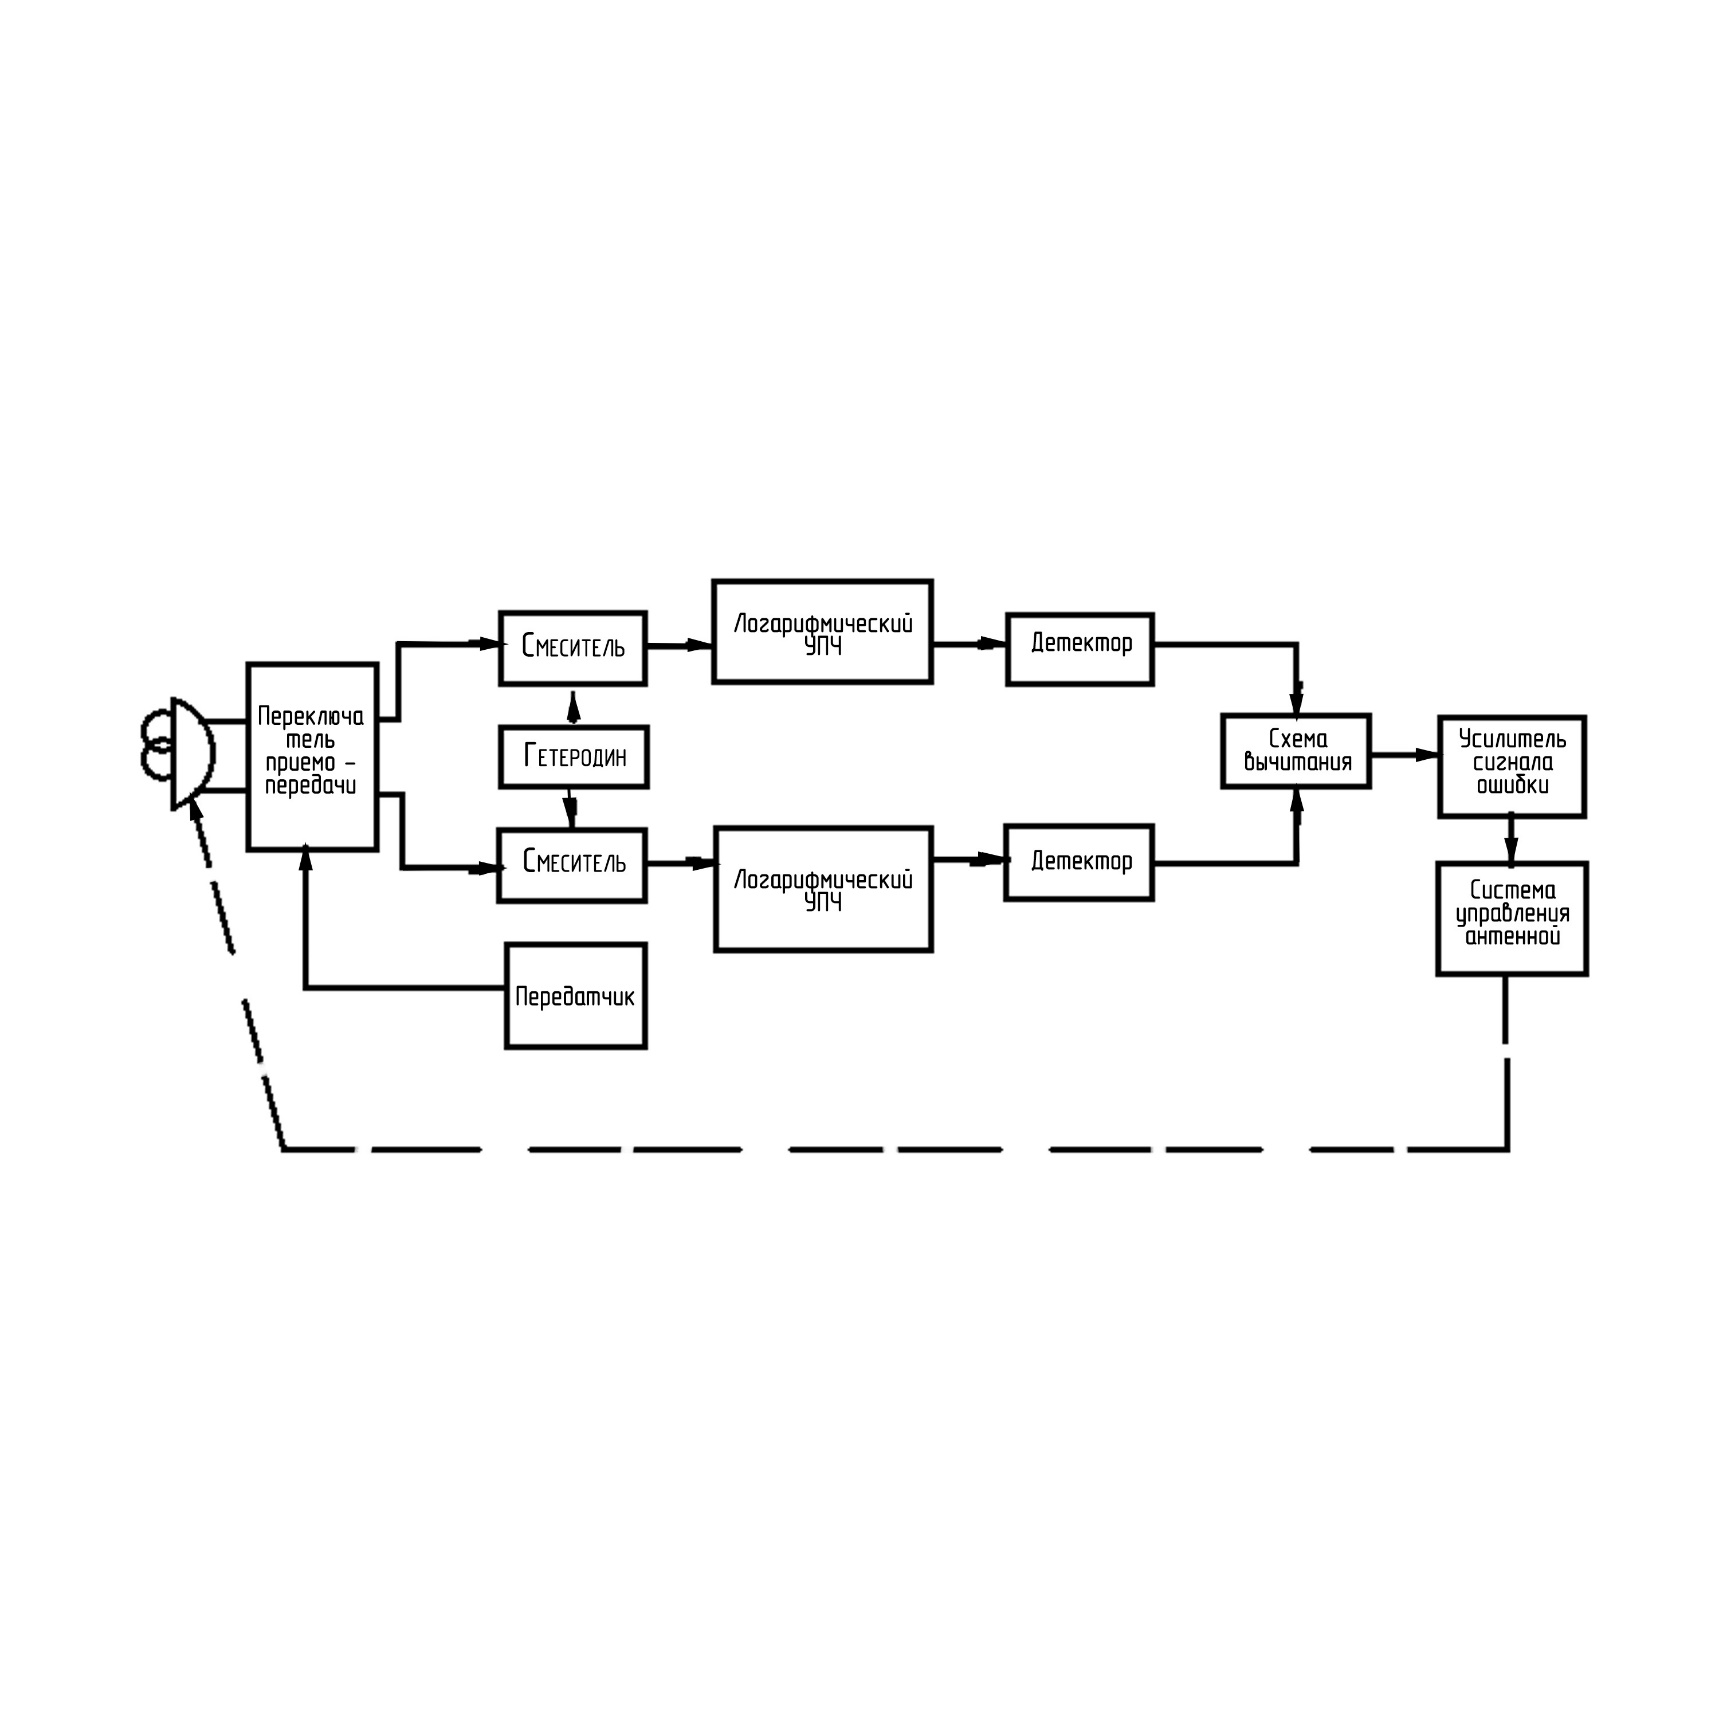 Логарифмический
УПЧ
Смеситель
Детектор
Переключа
тель
приемо -
передачи
Гетеродин
Схема
вычитания
Усилитель
сигнала
ошибки
Смеситель
Логарифмический
УПЧ
Детектор
Система
управления
антенной
Передатчик